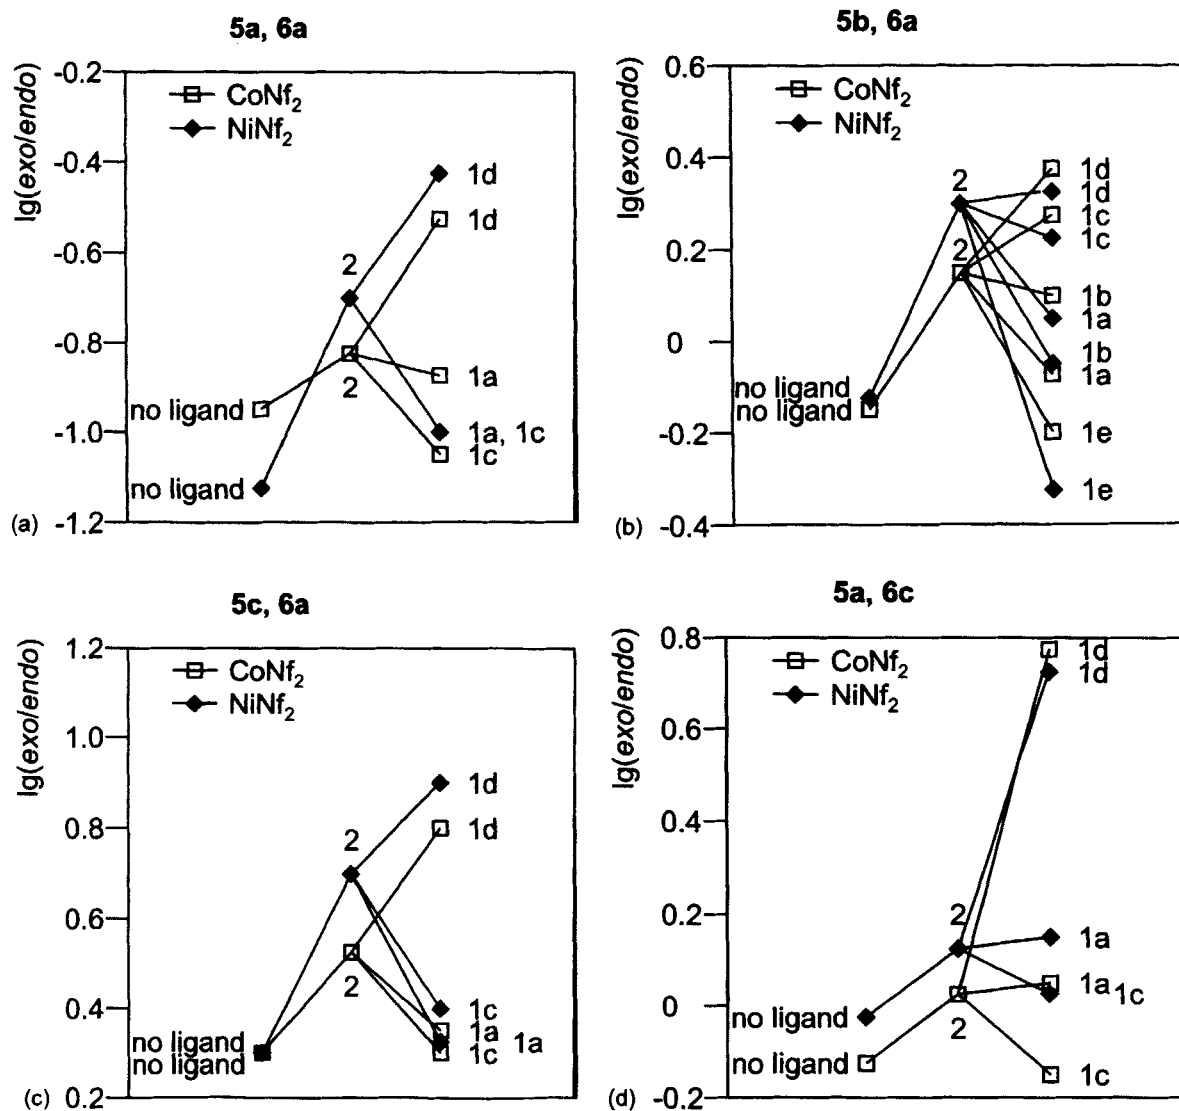 5a, 6a
lg(exo/endo)
-0.2
-0.4
-0.6
-0.8
-1.0
-1.2
CoNf₂
NiNf₂
1d
1d
2
2
1a
no ligand
1a, 1c
1c
no ligand
(a)
5b, 6a
lg(exo/endo)
0.6
0.4
0.2
0
-0.2
-0.4
CoNf₂
NiNf₂
2
2
1d
1d
1c
1c
1b
1a
1b
1a
1e
1e
no ligand
no ligand
(b)
5c, 6a
lg(exo/endo)
1.2
1.0
0.8
0.6
0.4
0.2
CoNf₂
NiNf₂
1d
1d
2
2
1c
1a 1a
1c
no ligand
no ligand
(c)
5a, 6c
lg(exo/endo)
0.8
0.6
0.4
0.2
0
-0.2
CoNf₂
NiNf₂
1d
1d
2
2
1a
1a 1c
1c
no ligand
no ligand
(d)